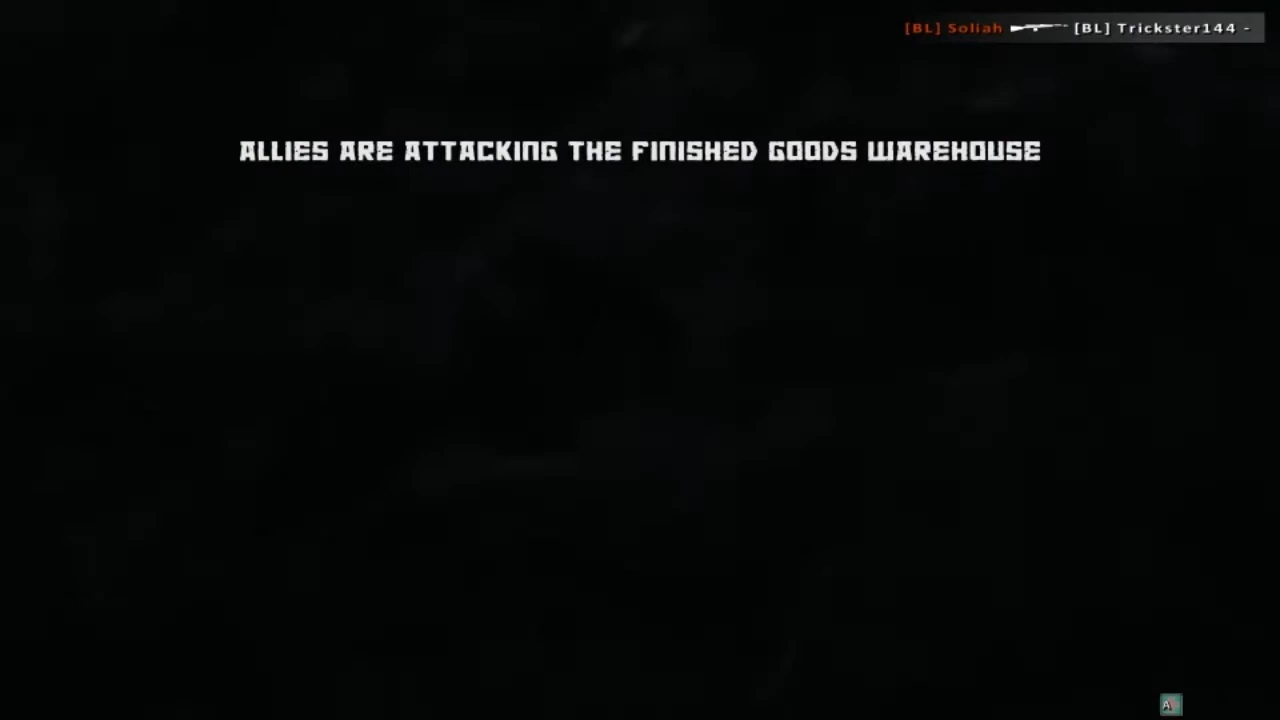 [BL] Soliah [BL] Trickster144 -
ALLIES ARE ATTACKING THE FINISHED GOODS WAREHOUSE
A